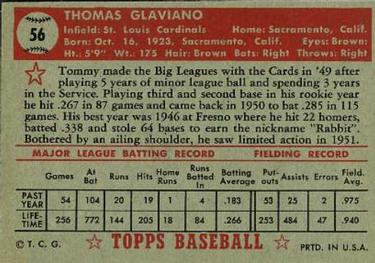 56
THOMAS GLAVIANO
Infield: St. Louis Cardinals Home: Sacramento, Calif.
Born: Oct. 16, 1923, Sacramento, Calif. Eyes: Brown
Ht.: 5'9" Wt.: 175 Hair: Brown Bats: Right Throws: Right
Tommy made the Big Leagues with the Cards in '49 after
playing 5 years of minor league ball and spending 3 years
in the Service. Playing third and second base in his rookie year
he hit .267 in 87 games and came back in 1950 to bat .285 in 115
games. His best year was 1946 at Fresno where he hit 22 homers,
batted .338 and stole 64 bases to earn the nickname "Rabbit".
Bothered by an ailing shoulder, he saw limited action in 1951.
MAJOR LEAGUE BATTING RECORD FIELDING RECORD
Games At Bat Runs Hits Home Runs Runs Batted In Batting Average Put-outs Assists Errors Field. Avg.
PAST YEAR 54 104 20 19 1 4 .183 53 25 2 .975
LIFE-TIME 256 772 144 205 18 84 .266 253 484 47 .940
© T. C. G. TOPPS BASEBALL PRTD. IN U.S.A.